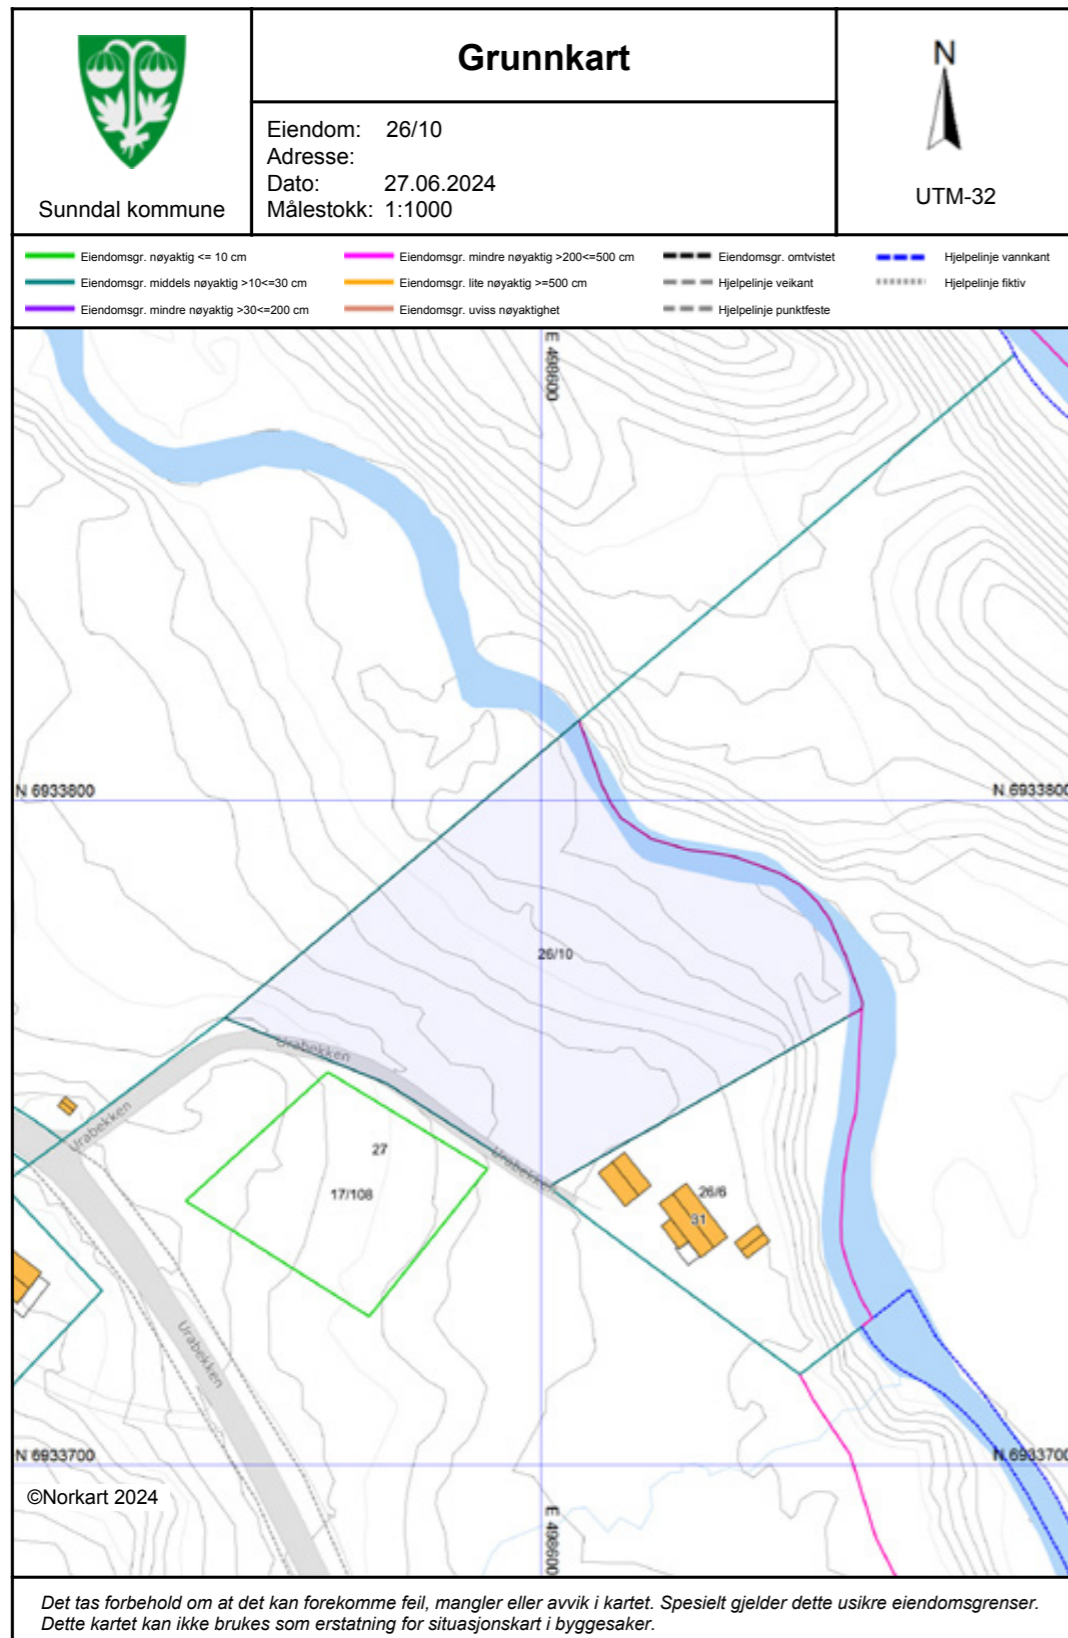 Sunndal kommune
Grunnkart
Eiendom: 26/10
Adresse:
Dato: 27.06.2024
Målestokk: 1:1000
N
UTM-32
Eiendomsgr. nøyaktig <= 10 cm
Eiendomsgr. middels nøyaktig >10<=30 cm
Eiendomsgr. mindre nøyaktig >30<=200 cm
Eiendomsgr. mindre nøyaktig >200<=500 cm
Eiendomsgr. lite nøyaktig >=500 cm
Eiendomsgr. uviss nøyaktighet
Eiendomsgr. omtvistet
Hjelpelinje veikant
Hjelpelinje punktfeste
Hjelpelinje vannkant
Hjelpelinje fiktiv
E 498600
N 6933800
N 6933800
26/10
Urabekken
Urabekken
27
17/108
Urabekken
26/6
31
Urabekken
N 6933700
N 6933700
©Norkart 2024
E 498600
Det tas forbehold om at det kan forekomme feil, mangler eller avvik i kartet. Spesielt gjelder dette usikre eiendomsgrenser.
Dette kartet kan ikke brukes som erstatning for situasjonskart i byggesaker.